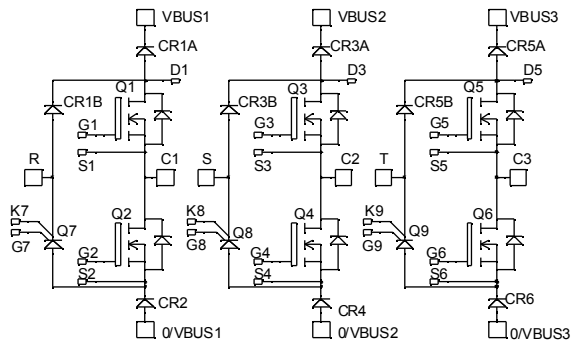 VBUS1 VBUS2 VBUS3
CR1A CR3A CR5A
D1 D3 D5
Q1 Q3 Q5
CR1B CR3B CR5B
G1 G3 G5
S1 S3 S5
R C1 S C2 T C3
K7 K8 K9
Q2 Q4 Q6
G7 Q7 G8 Q8 G9 Q9
G2 G4 G6
S2 S4 S6
CR2 CR4 CR6
0/VBUS1 0/VBUS2 0/VBUS3